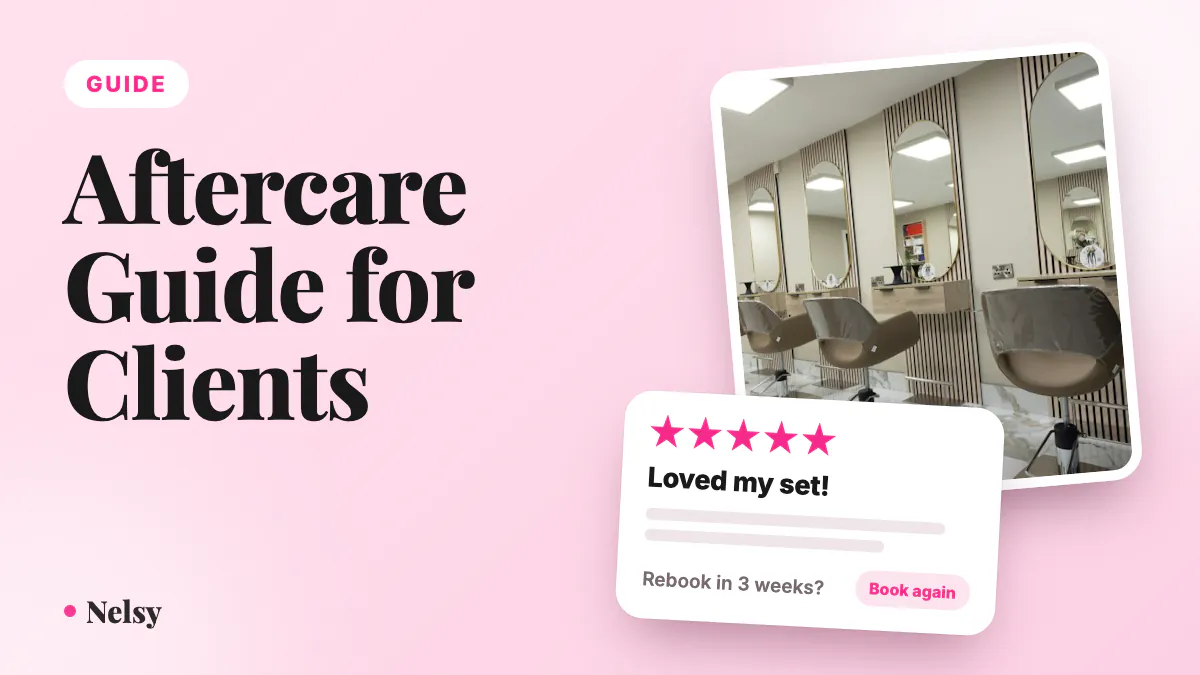 GUIDE
Aftercare
Guide for
Clients
Loved my set!
Rebook in 3 weeks?
Book again
Nelsy